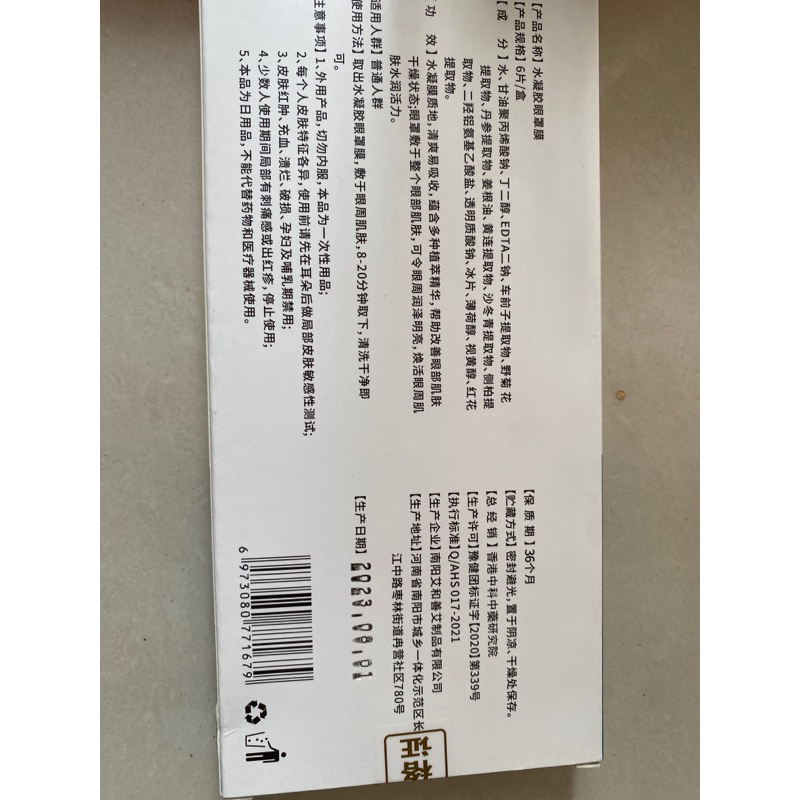 【产品名称】水凝胶眼罩膜
【产品规格】6片/盒
【成 分】水、甘油聚丙烯酸钠、丁二醇、EDTA二钠、车前子提取物、野菊花
提取物、丹参提取物、姜根油、黄连提取物、沙冬青提取物、侧柏提
取物、二羟铝氨基乙酸盐、透明质酸钠、冰片、薄荷醇、视黄醇、红花
提取物。
功 效】水凝膜质地,清爽易吸收,蕴含多种植萃精华,帮助改善眼部肌肤
干燥状态;眼罩敷于整个眼部肌肤,可令眼周润泽明亮,焕活眼周肌
肤水润活力。
适用人群】普通人群
使用方法】取出水凝胶眼罩膜,敷于眼周肌肤,8-20分钟取下,清洗干净即
可。
注意事项】1、外用产品,切勿内服,本品为一次性用品;
2、每个人皮肤特征各异,使用前请先在耳朵后做局部皮肤敏感性测试;
3、皮肤红肿、充血、溃烂、破损、孕妇及哺乳期禁用;
4、少数人使用期间局部有刺痛感或出红疹,停止使用;
5、本品为日用品,不能代替药物和医疗器械使用。
【保 质 期】36个月
【贮藏方式】密封避光,置于阴凉、干燥处保存。
【总 经 销】香港中科中藥研究院
【生产许可】豫健团标证字【2020】第339号
【执行标准】Q/AHS 017-2021
【生产企业】南阳艾和善艾制品有限公司
【生产地址】河南省南阳市城乡一体化示范区长
江中路枣林街道冉营社区780号
【生产日期】2023.08.01
6 973080 771679